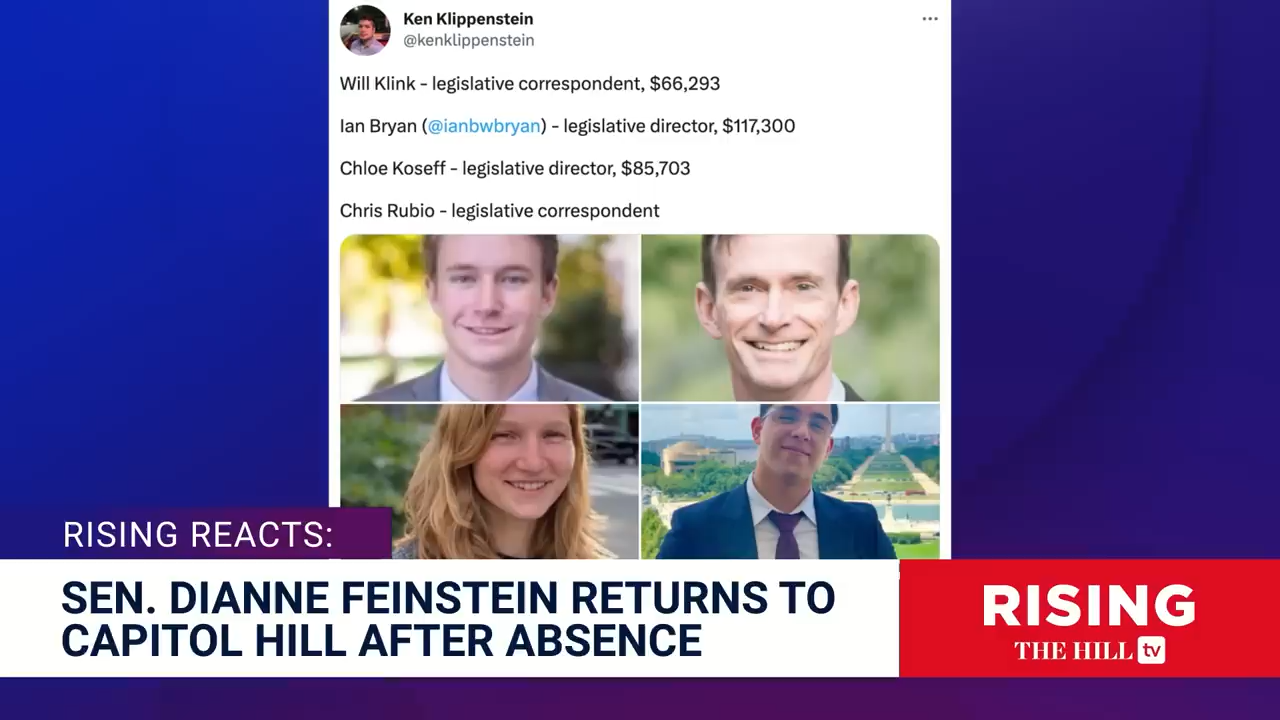 Ken Klippenstein
@kenklippenstein
Will Klink - legislative correspondent, $66,293
Ian Bryan (@ianbwbryan) - legislative director, $117,300
Chloe Koseff - legislative director, $85,703
Chris Rubio - legislative correspondent
RISING REACTS:
SEN. DIANNE FEINSTEIN RETURNS TO
CAPITOL HILL AFTER ABSENCE
RISING
THE HILL tv